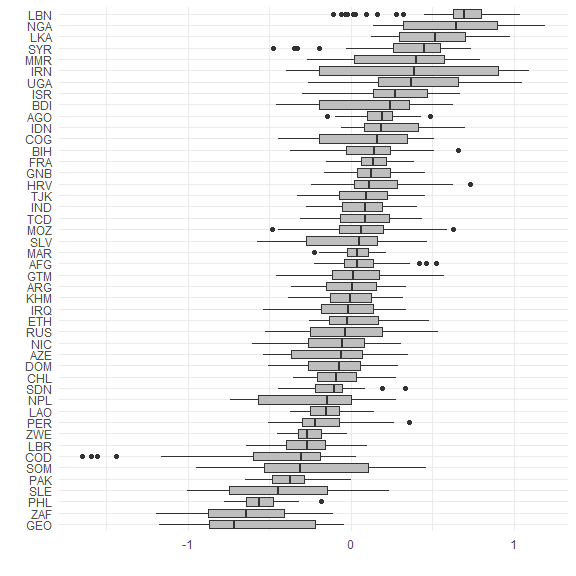 LBN
NGA
LKA
SYR
MMR
IRN
UGA
ISR
BDI
AGO
IDN
COG
BIH
FRA
GNB
HRV
TJK
IND
TCD
MOZ
SLV
MAR
AFG
GTM
ARG
KHM
IRQ
ETH
RUS
NIC
AZE
DOM
CHL
SDN
NPL
LAO
PER
ZWE
LBR
COD
SOM
PAK
SLE
PHL
ZAF
GEO
-1 0 1